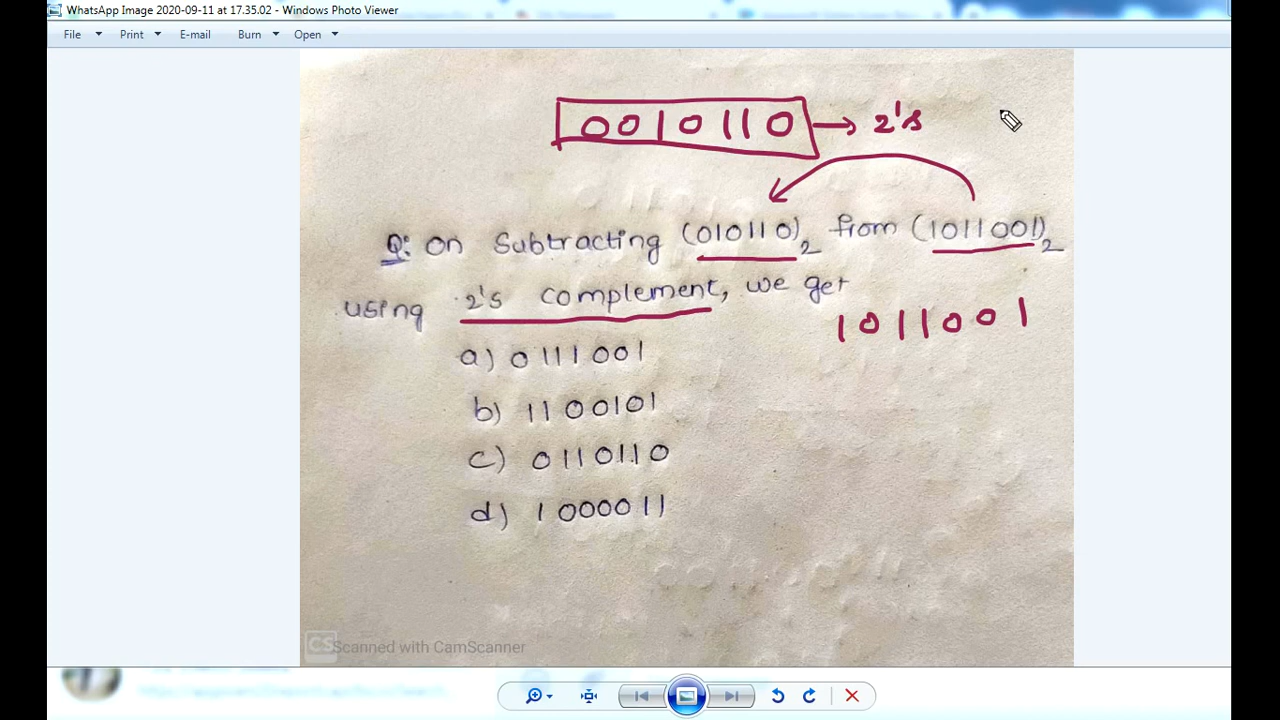 WhatsApp Image 2020-09-11 at 17.35.02 - Windows Photo Viewer
File Print E-mail Burn Open
0010110 → 2's
Q: On Subtracting (010110)2 from (1011001)2
using 2's complement, we get
1011001
a) 0111001
b) 1100101
c) 0110110
d) 1000011
CS Scanned with CamScanner